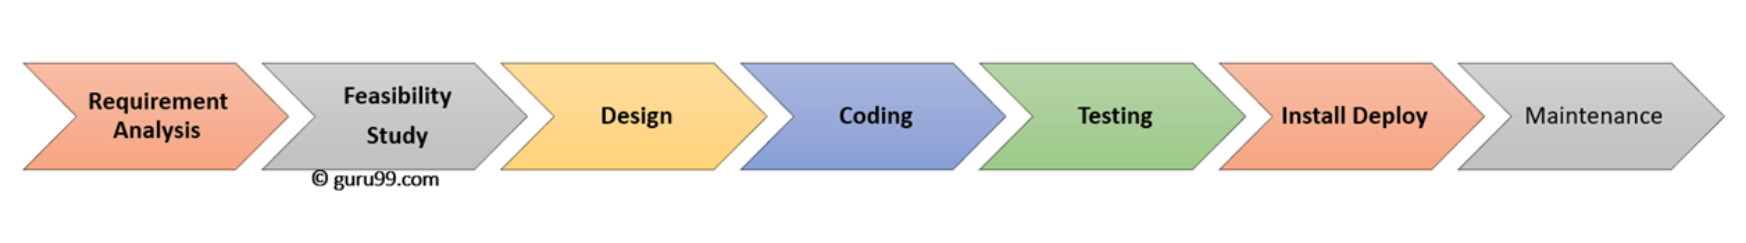 Requirement
Analysis
Feasibility
Study
Design
Coding
Testing
Install Deploy
Maintenance
© guru99.com